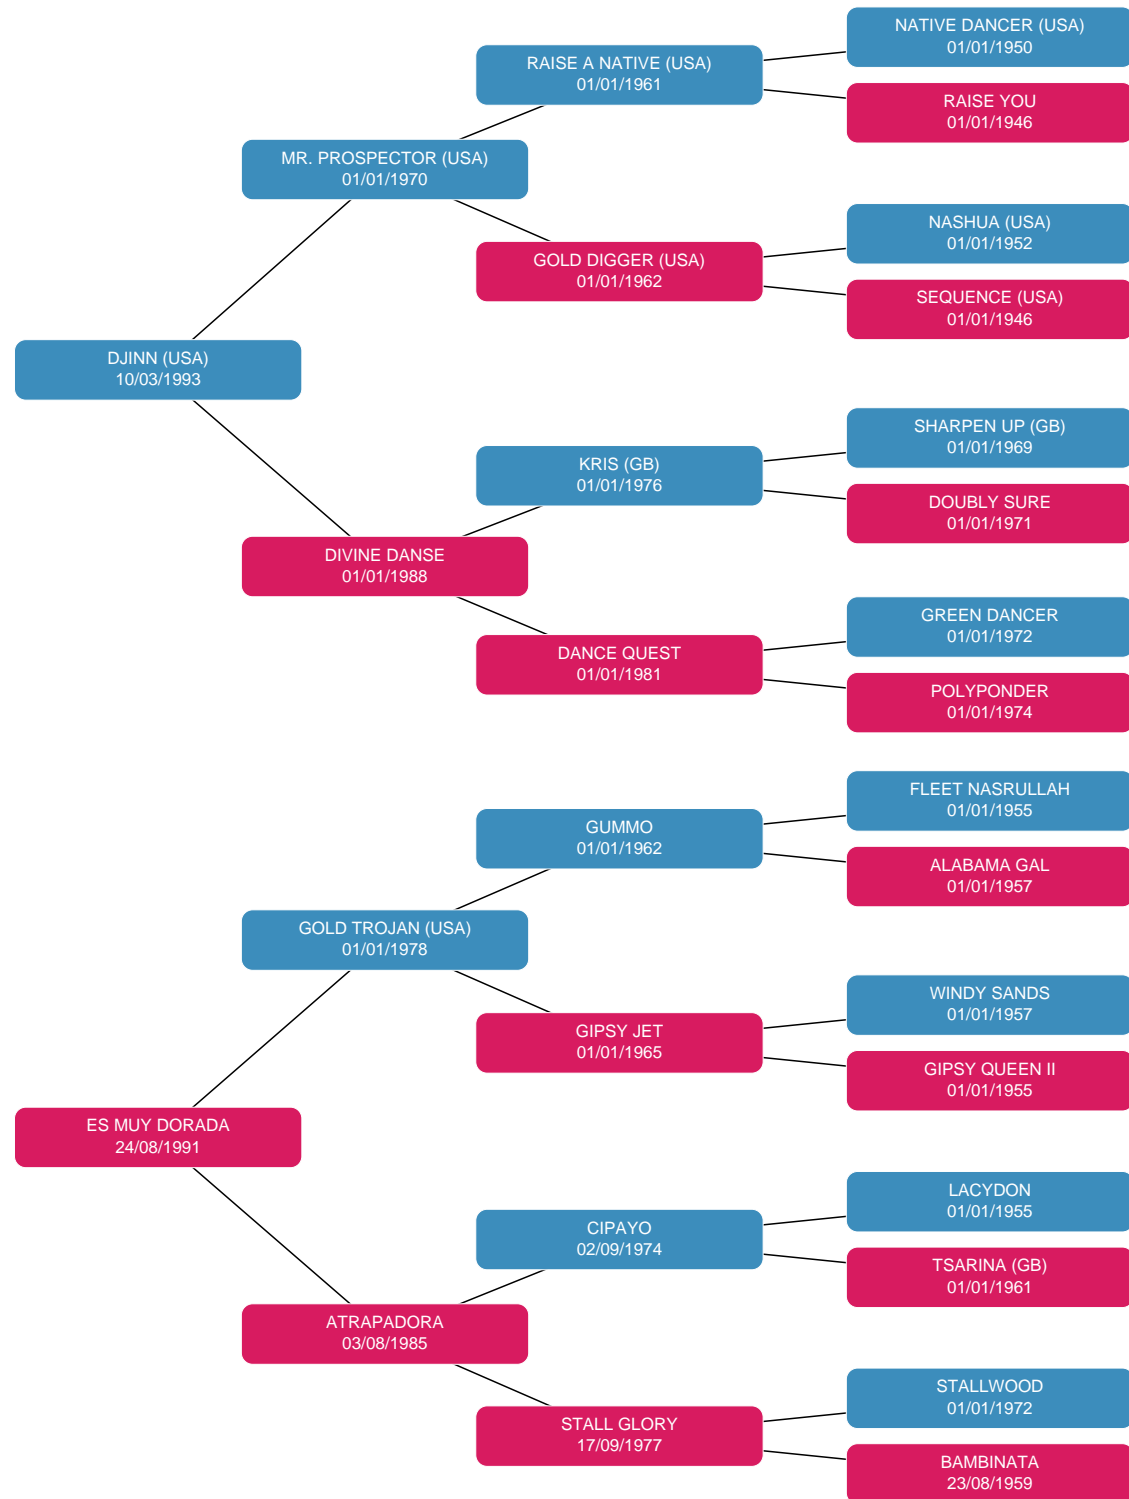 NATIVE DANCER (USA)
01/01/1950
RAISE A NATIVE (USA)
01/01/1961
RAISE YOU
01/01/1946
MR. PROSPECTOR (USA)
01/01/1970
NASHUA (USA)
01/01/1952
GOLD DIGGER (USA)
01/01/1962
SEQUENCE (USA)
01/01/1946
DJINN (USA)
10/03/1993
SHARPEN UP (GB)
01/01/1969
KRIS (GB)
01/01/1976
DOUBLY SURE
01/01/1971
DIVINE DANSE
01/01/1988
GREEN DANCER
01/01/1972
DANCE QUEST
01/01/1981
POLYPONDER
01/01/1974
FLEET NASRULLAH
01/01/1955
GUMMO
01/01/1962
ALABAMA GAL
01/01/1957
GOLD TROJAN (USA)
01/01/1978
WINDY SANDS
01/01/1957
GIPSY JET
01/01/1965
GIPSY QUEEN II
01/01/1955
ES MUY DORADA
24/08/1991
LACYDON
01/01/1955
CIPAYO
02/09/1974
TSARINA (GB)
01/01/1961
ATRAPADORA
03/08/1985
STALLWOOD
01/01/1972
STALL GLORY
17/09/1977
BAMBINATA
23/08/1959